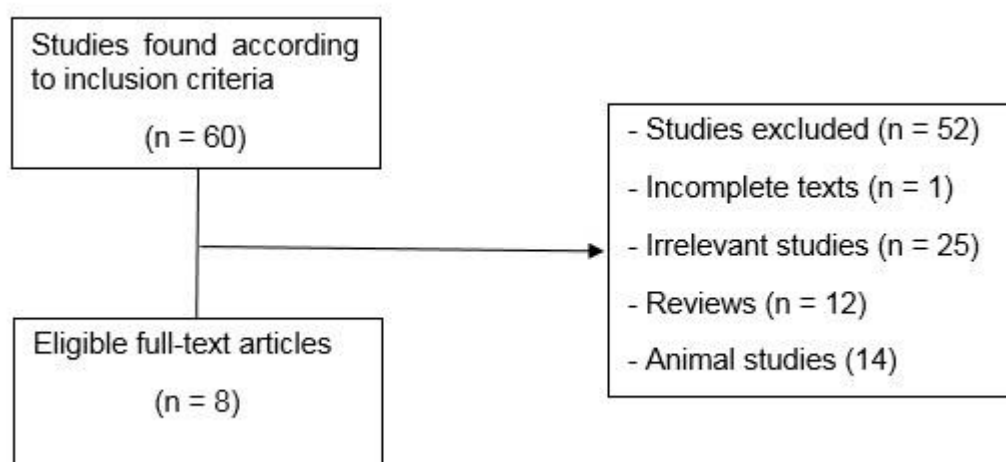 Studies found according
to inclusion criteria
(n = 60)
- Studies excluded (n = 52)
- Incomplete texts (n = 1)
- Irrelevant studies (n = 25)
- Reviews (n = 12)
- Animal studies (14)
Eligible full-text articles
(n = 8)